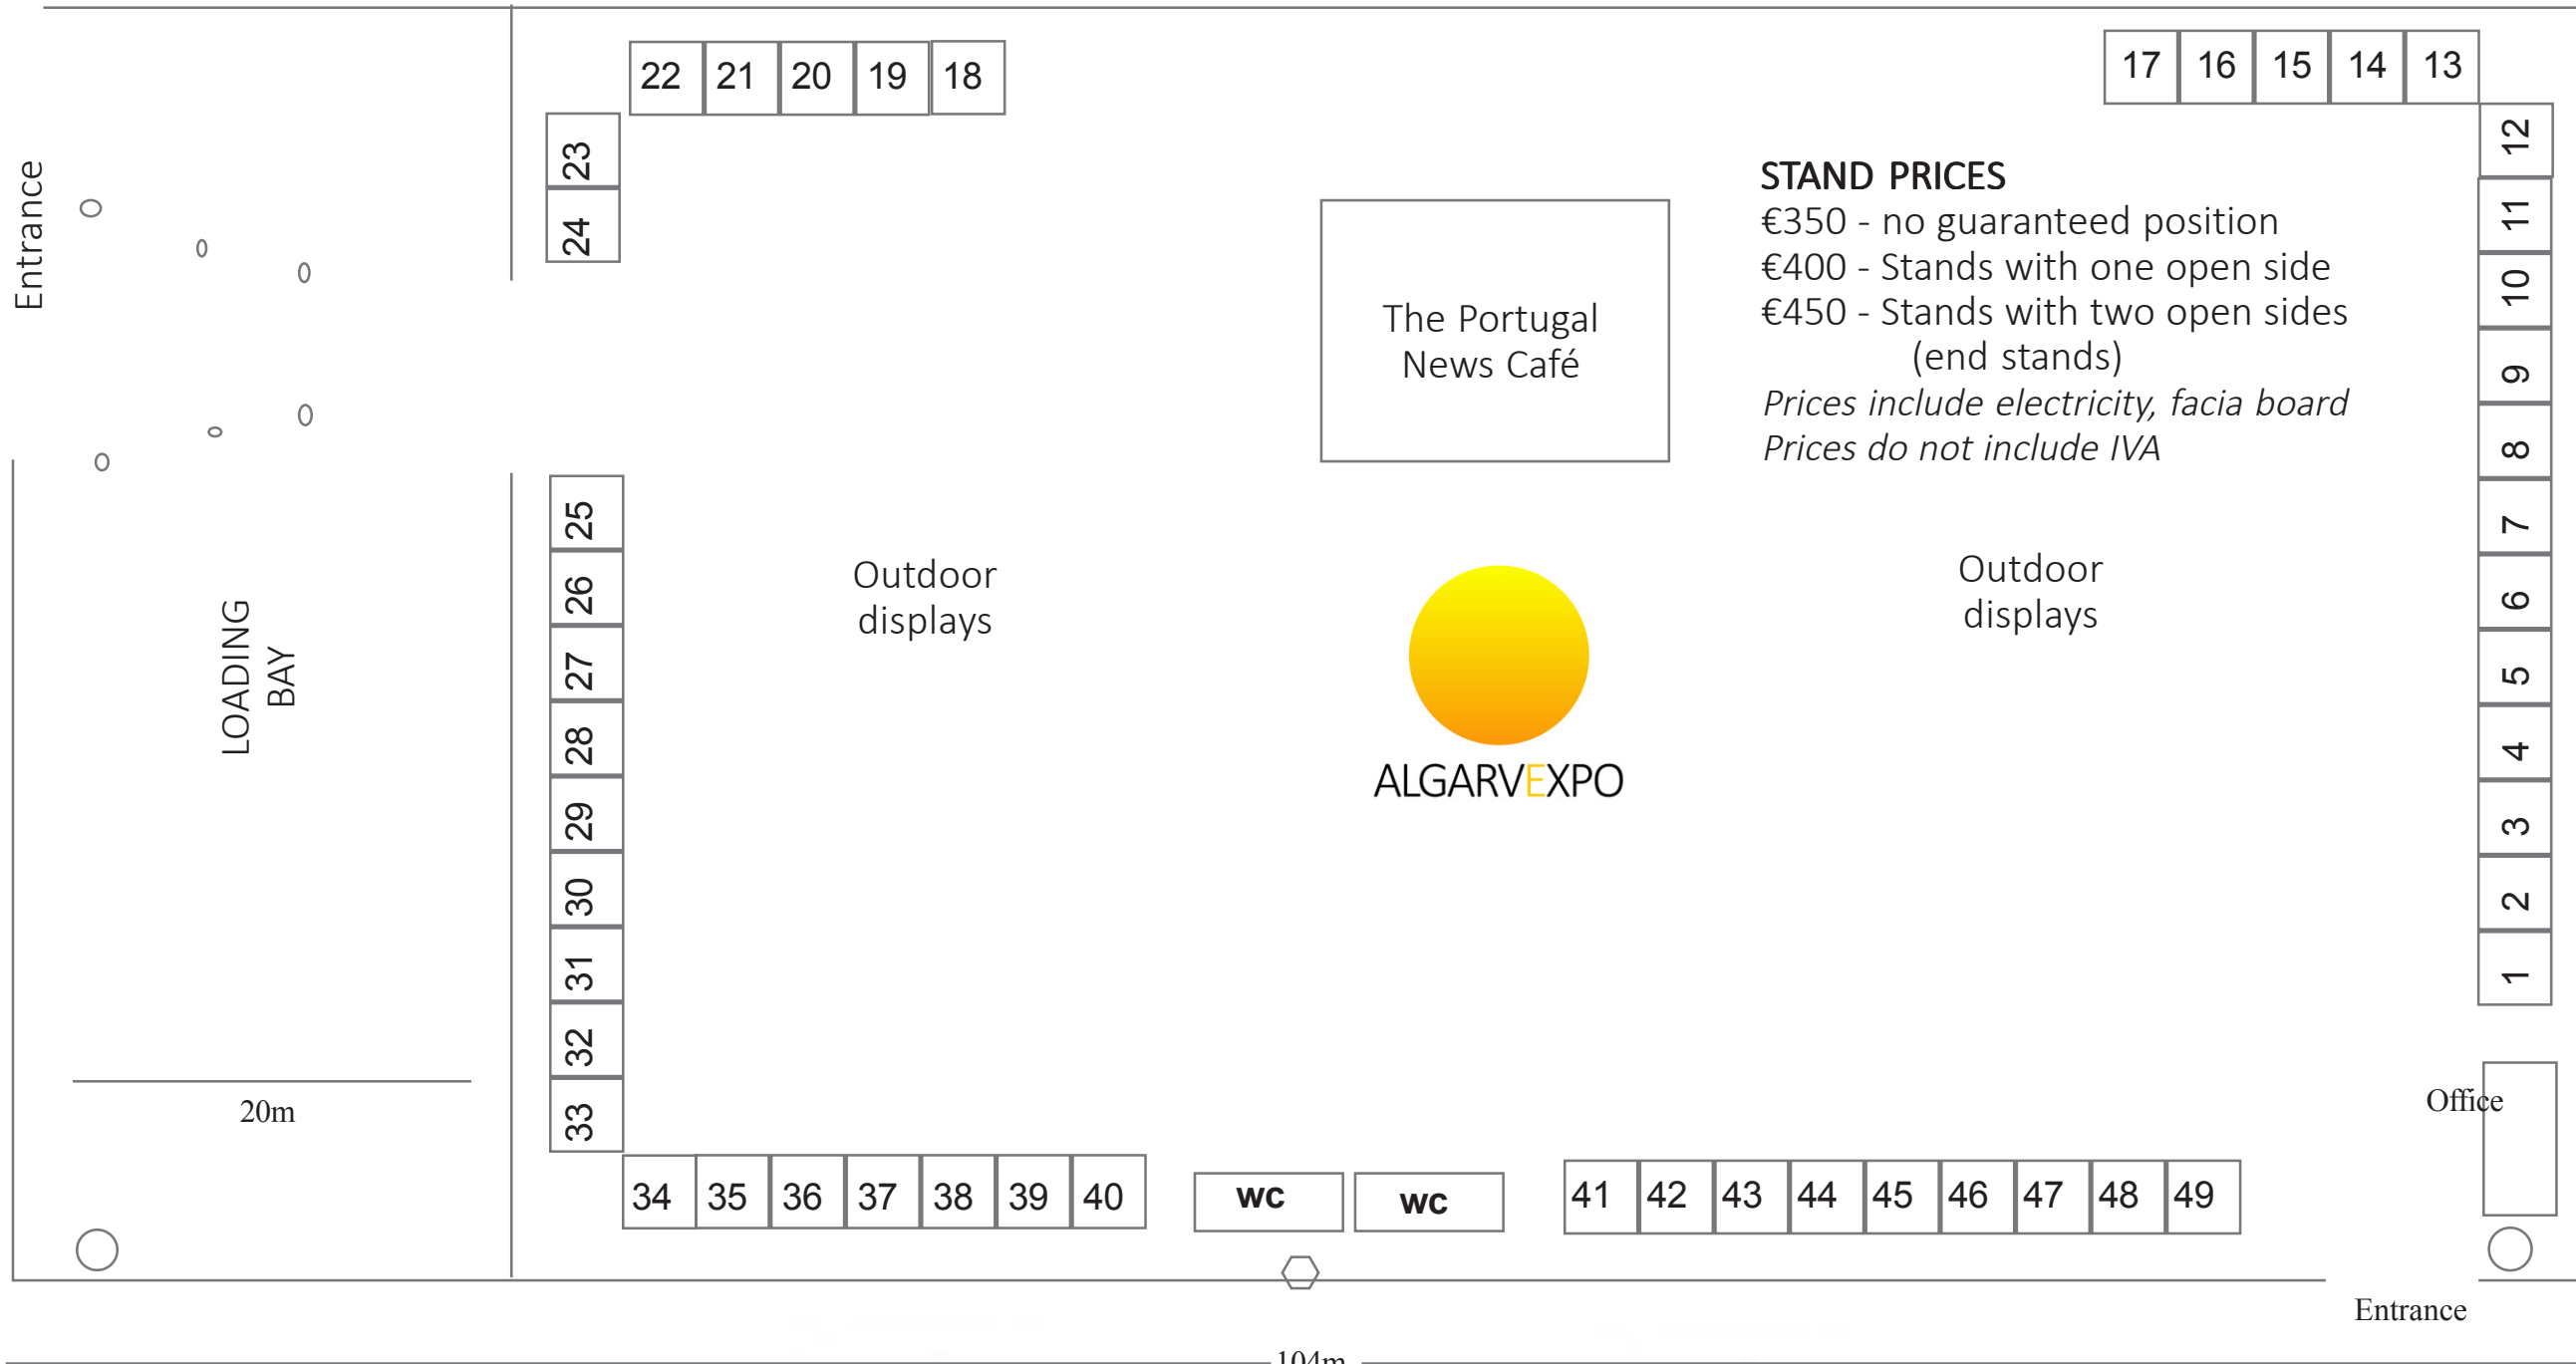 22 21 20 19 18
17 16 15 14 13
23
24
Entrance
12
11
10
9
8
7
6
5
4
3
2
1
STAND PRICES
€350 - no guaranteed position
€400 - Stands with one open side
€450 - Stands with two open sides
(end stands)
Prices include electricity, facia board
Prices do not include IVA
The Portugal
News Café
25
26
27
28
29
30
31
32
33
Outdoor
displays
Outdoor
displays
LOADING
BAY
ALGARVEXPO
20m
Office
34 35 36 37 38 39 40
wc
wc
41 42 43 44 45 46 47 48 49
Entrance
104m